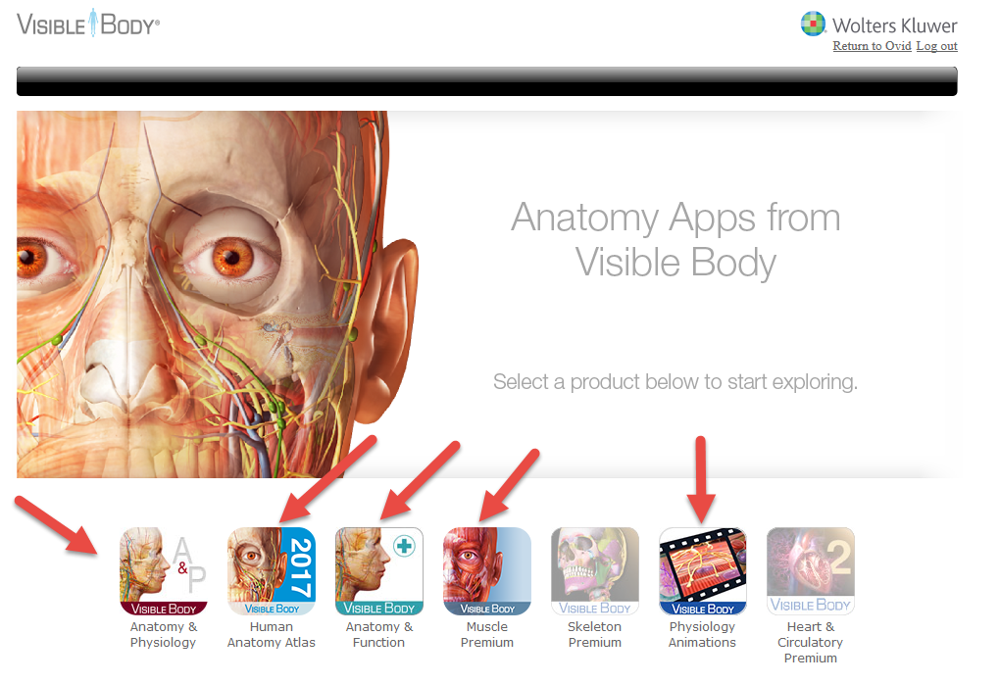 VISIBLE BODY®
Wolters Kluwer
Return to Ovid Log out
Anatomy Apps from
Visible Body
Select a product below to start exploring.
A
&
P
VISIBLE BODY
2017
VISIBLE BODY
VISIBLE BODY
VISIBLE BODY
VISIBLE BODY
VISIBLE BODY
2
VISIBLE BODY
Anatomy &
Physiology
Human
Anatomy Atlas
Anatomy &
Function
Muscle
Premium
Skeleton
Premium
Physiology
Animations
Heart &
Circulatory
Premium